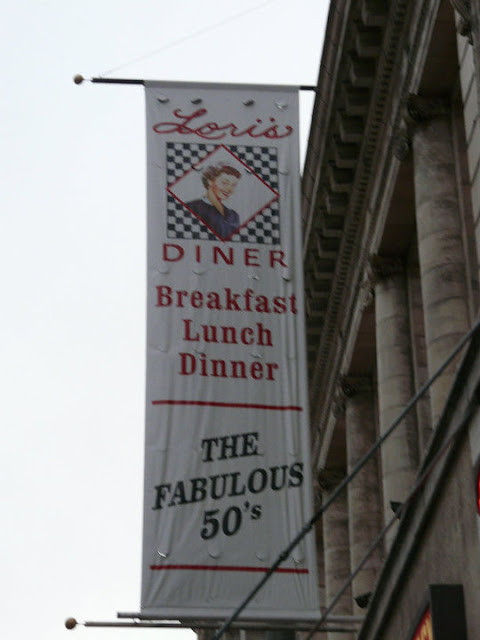 Lori's
DINER
Breakfast
Lunch
Dinner
THE
FABULOUS
50's